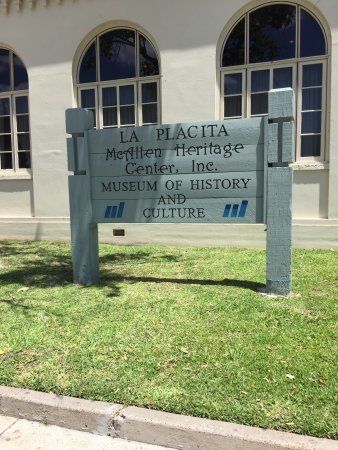 LA PLACITA
McAllen Heritage
Center, Inc.
MUSEUM OF HISTORY
AND
CULTURE